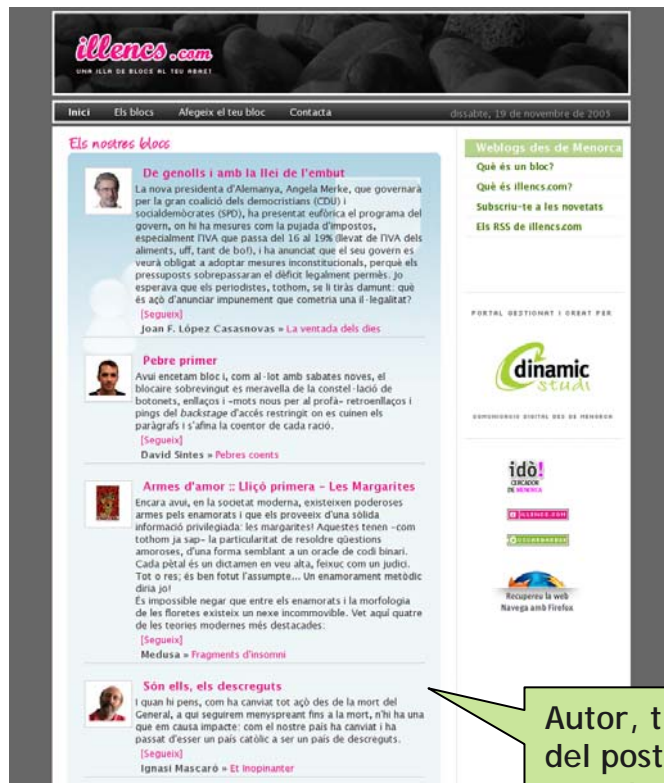 illencs.com
UNA ILLA DE BLOCS AL TEU ABAST
Inici Els blocs Afegeix el teu bloc Contacta dissabte, 19 de novembre de 2005
Els nostres blocs
De genolls i amb la llei de l'embut
La nova presidenta d'Alemanya, Angela Merke, que governarà
per la gran coalició dels democristians (CDU) i
socialdemòcrates (SPD), ha presentat eufòrica el programa del
govern, on hi ha mesures com la pujada d'impostos,
especialment l'IVA que passa del 16 al 19% (llevat de l'IVA dels
aliments, uff, tant de bo!), i ha anunciat que el seu govern es
veurà obligat a adoptar mesures inconstitucionals, perquè els
pressuposts sobrepassaran el dèficit legalment permès. Jo
esperava que els periodistes, tothom, se li tiràs damunt: què
és açò d'anunciar impunement que cometria una il·legalitat?
[Segueix]
Joan F. López Casasnovas » La ventada dels dies
Pebre primer
Avui encetam bloc i, com al·lot amb sabates noves, el
blocaire sobrevingut es meravella de la constel·lació de
botonets, enllaços i -mots nous per al profà- retroenllaços i
pings del backstage d'accés restringit on es cuinen els
paràgrafs i s'afina la coentor de cada ració.
[Segueix]
David Sintes » Pebres coents
Armes d'amor :: Lliçó primera - Les Margarites
Encara avui, en la societat moderna, existeixen poderoses
armes pels enamorats i que els proveeix d'una sòlida
informació privilegiada: les margarites! Aquestes tenen -com
tothom ja sap- la particularitat de resoldre qüestions
amoroses, d'una forma semblant a un oracle de codi binari.
Cada pètal és un dictamen en veu alta, feixuc com un judici.
Tot o res; és ben fotut l'assumpte... Un enamorament metòdic
diria jo!
És impossible negar que entre els enamorats i la morfologia
de les floretes existeix un nexe incommovible. Vet aquí quatre
de les teories modernes més destacades:
[Segueix]
Medusa » Fragments d'insomni
Són ells, els descreguts
I quan hi pens, com ha canviat tot açò des de la mort del
General, a qui seguirem menyspreant fins a la mort, n'hi ha una
que em causa impacte: com el nostre país ha canviat i ha
passat d'esser un país catòlic a ser un país de descreguts.
[Segueix]
Ignasi Mascaró » Et Inopinanter
Weblogs des de Menorca
Què és un bloc?
Què és illencs.com?
Subscriu-te a les novetats
Els RSS de illencs.com
PORTAL GESTIONAT I CREAT PER
dinamic
studi
COMUNICACIO DIGITAL DES DE MENORCA
idò!
CERCADOR
DE MENORCA
ILLENCS.COM
Recupereu la web
Navega amb Firefox
Autor, t
del post